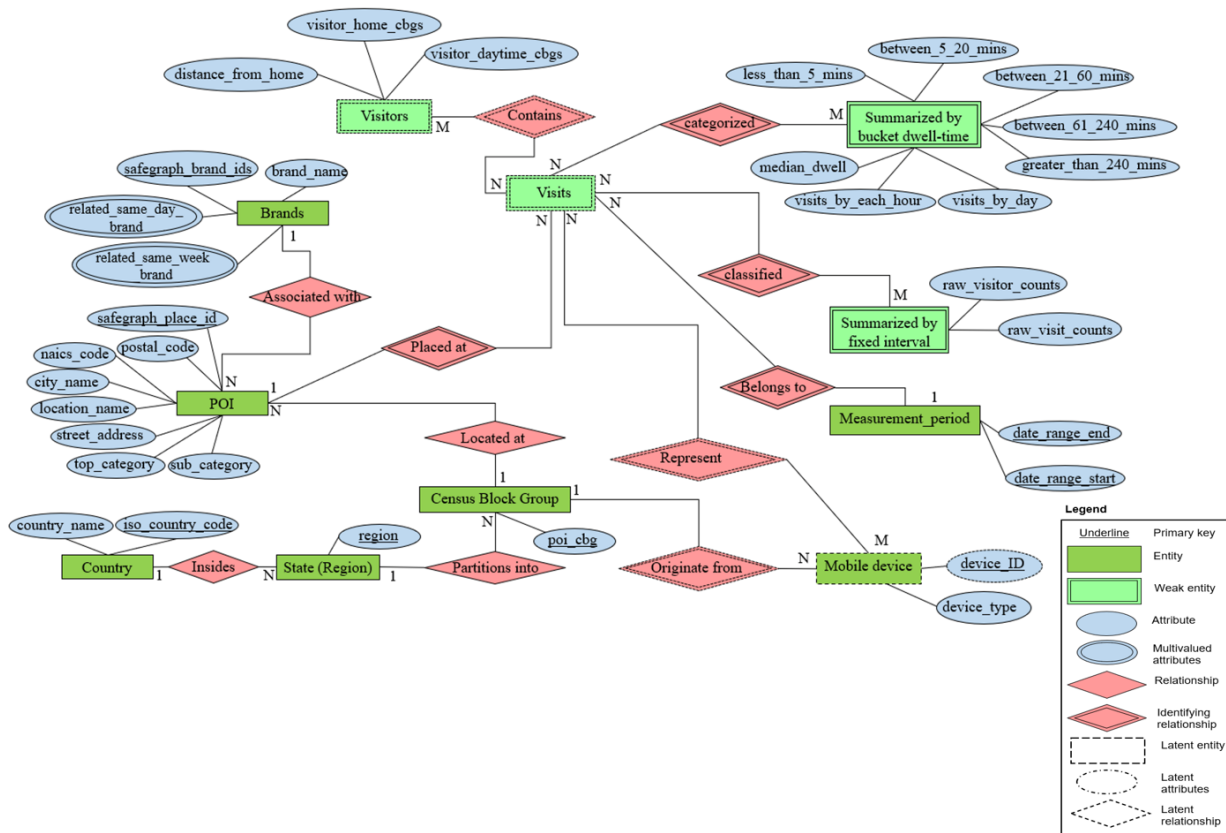 visitor_home_cbgs
visitor_daytime_cbgs
distance_from_home
Visitors
M
Contains
between_5_20_mins
less_than_5_mins
between_21_60_mins
categorized
M
Summarized by
bucket dwell-time
between_61_240_mins
median_dwell
greater_than_240_mins
visits_by_each_hour
visits_by_day
N
N
Visits
N
N
N
N
safegraph_brand_ids
brand_name
related_same_day_
brand
Brands
1
related_same_week_
brand
Associated with
classified
M
raw_visitor_counts
Summarized by
fixed interval
raw_visit_counts
safegraph_place_id
naics_code
postal_code
city_name
location_name
street_address
top_category
sub_category
N
POI
1
N
Placed at
Belongs to
1
Measurement_period
date_range_end
date_range_start
Located at
Represent
1
Census Block Group
1
N
poi_cbg
country_name
iso_country_code
Country
1
Insides
N
region
State (Region)
1
Partitions into
Originate from
N
M
Mobile device
device_ID
device_type
Legend
Underline
Primary key
Entity
Weak entity
Attribute
Multivalued
attributes
Relationship
Identifying
relationship
Latent entity
Latent
attributes
Latent
relationship